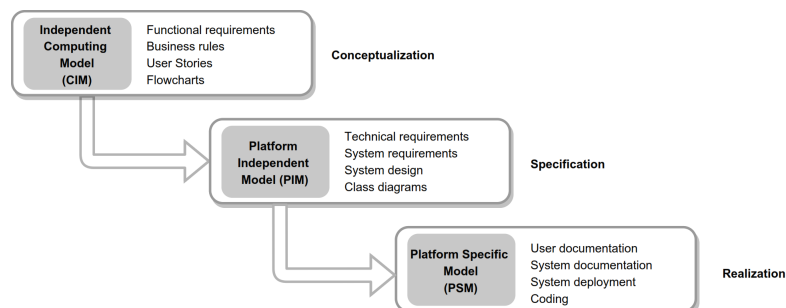 Independent
Computing
Model
(CIM)
Functional requirements
Business rules
User Stories
Flowcharts
Conceptualization
Platform
Independent
Model (PIM)
Technical requirements
System requirements
System design
Class diagrams
Specification
Platform Specific
Model
(PSM)
User documentation
System documentation
System deployment
Coding
Realization